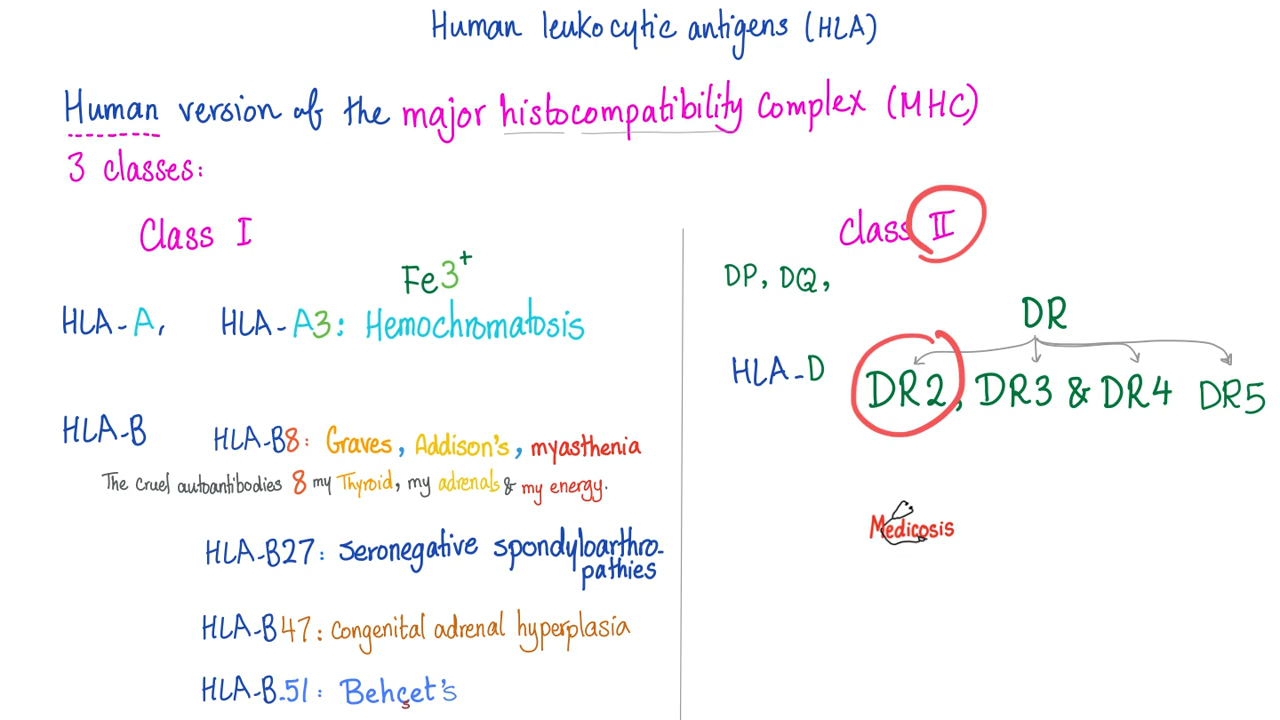 Human leukocytic antigens (HLA)
Human version of the major histocompatibility complex (MHC)
3 classes:
Class I
Fe3+
HLA-A, HLA-A3: Hemochromatosis
HLA-B
HLA-B8: Graves, Addison's, myasthenia
The cruel autoantibodies 8 my Thyroid, my adrenals & my energy.
HLA-B27: seronegative spondyloarthro-
pathies
HLA-B47: congenital adrenal hyperplasia
HLA-B51: Behçet's
Class II
DP, DQ,
DR
HLA-D DR2, DR3 & DR4 DR5
Medicosis